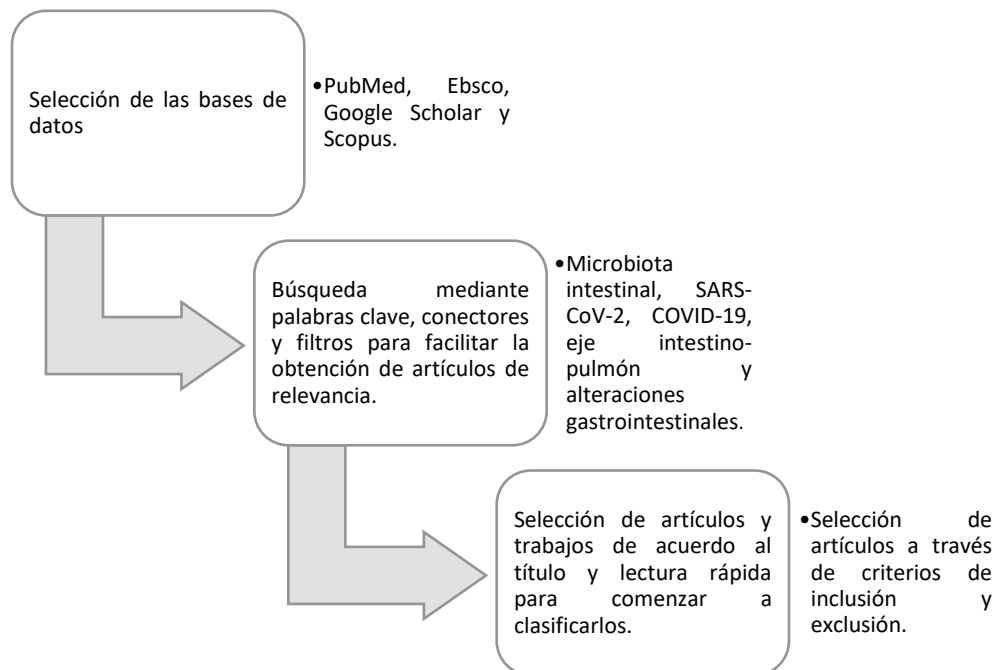 Selección de las bases de
datos
•PubMed, Ebsco,
Google Scholar y
Scopus.
Búsqueda mediante
palabras clave, conectores
y filtros para facilitar la
obtención de artículos de
relevancia.
•Microbiota
intestinal, SARS-
CoV-2, COVID-19,
eje intestino-
pulmón y
alteraciones
gastrointestinales.
Selección de artículos y
trabajos de acuerdo al
título y lectura rápida
para comenzar a
clasificarlos.
•Selección de
artículos a través
de criterios de
inclusión y
exclusión.